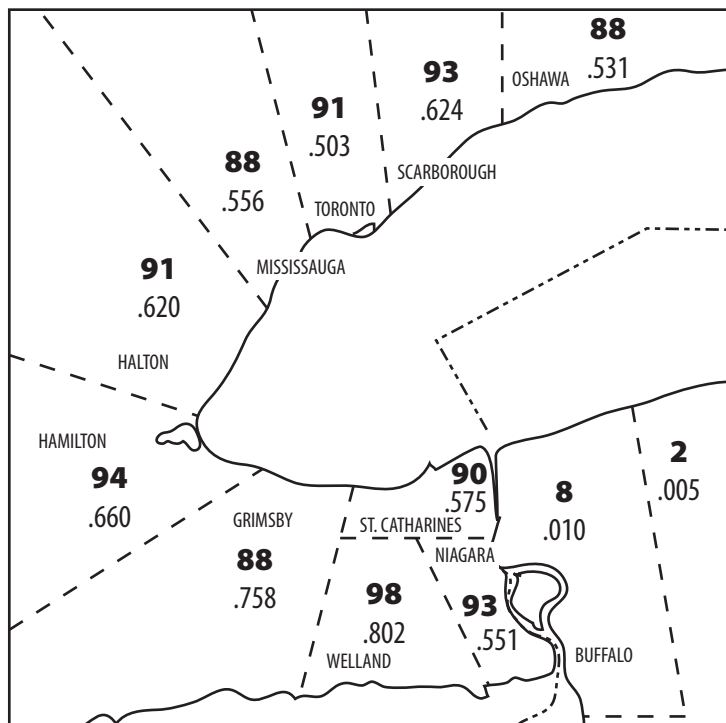 88
.531
OSHAWA
93
.624
91
.503
SCARBOROUGH
88
.556
TORONTO
MISSISSAUGA
91
.620
HALTON
HAMILTON
94
.660
2
.005
90
.575
8
.010
GRIMSBY
ST. CATHARINES
88
.758
NIAGARA
98
.802
93
.551
WELLAND
BUFFALO